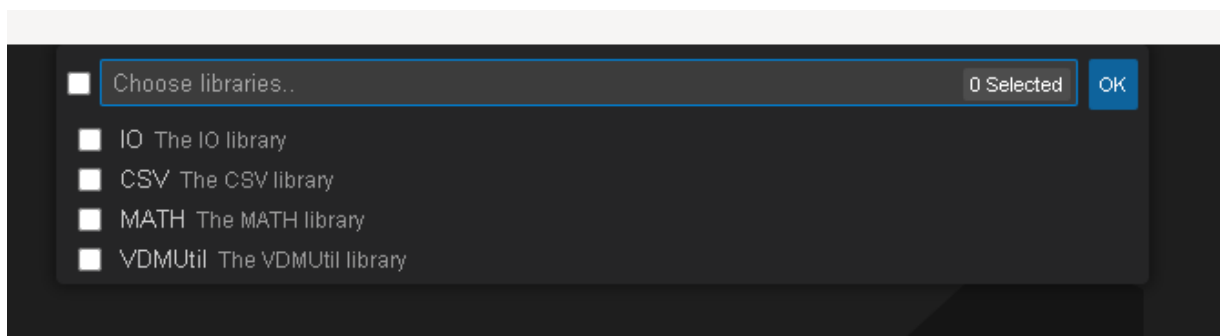 Choose libraries.. 0 Selected OK
IO The IO library
CSV The CSV library
MATH The MATH library
VDMUtil The VDMUtil library